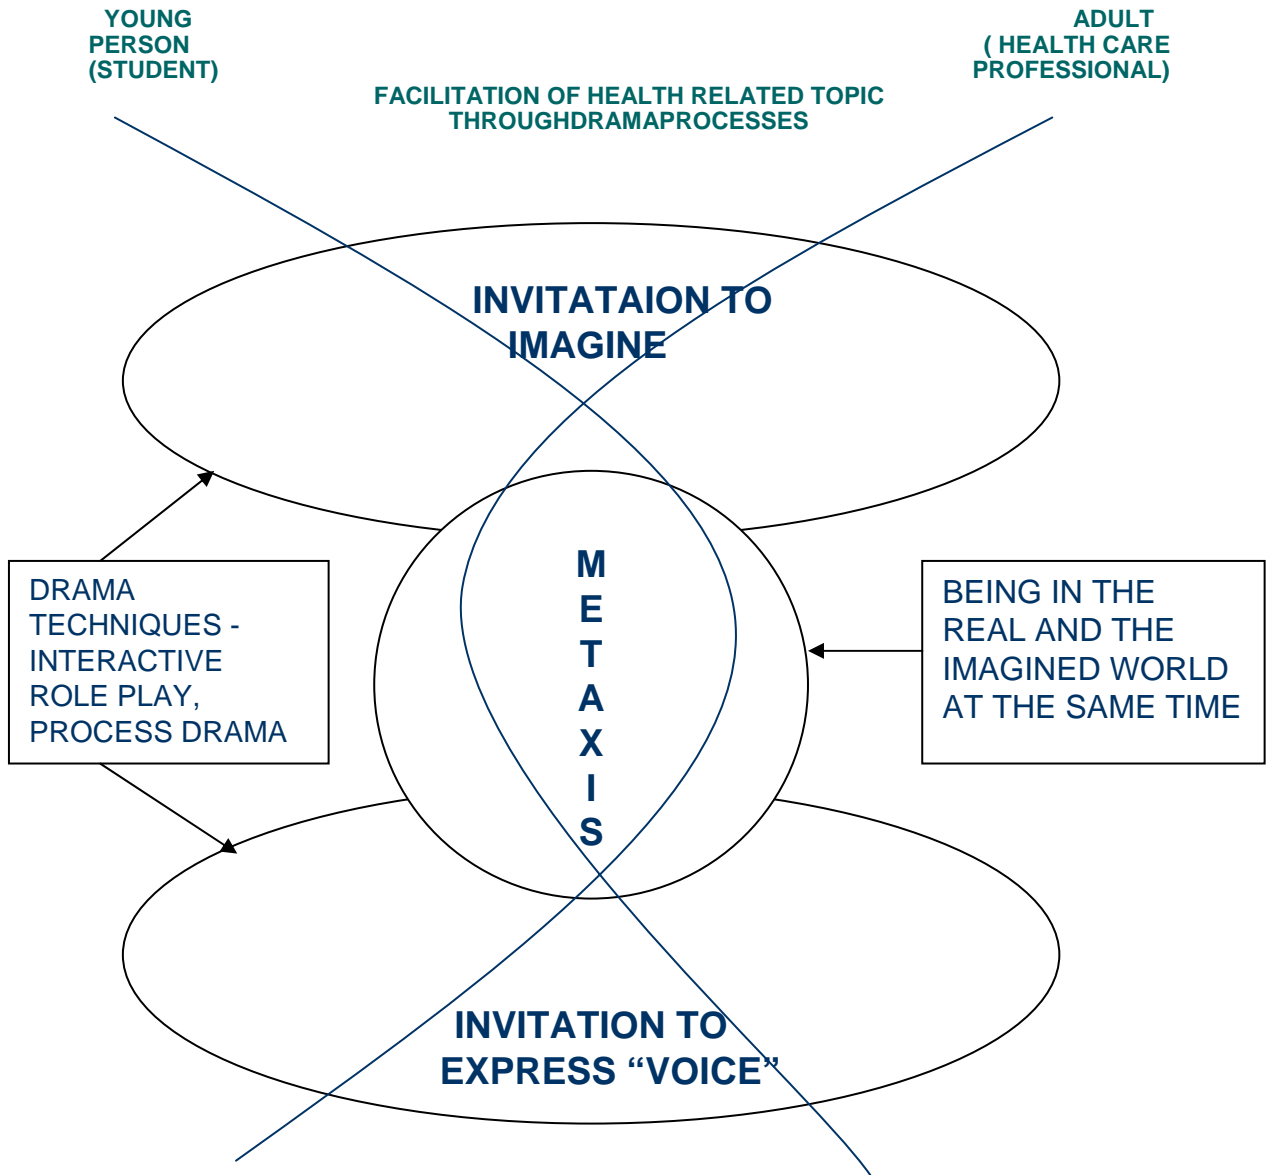 YOUNG
PERSON
(STUDENT)
ADULT
( HEALTH CARE
PROFESSIONAL)
FACILITATION OF HEALTH RELATED TOPIC
THROUGHDRAMAPROCESSES
INVITATAION TO
IMAGINE
M
E
T
A
X
I
S
DRAMA
TECHNIQUES -
INTERACTIVE
ROLE PLAY,
PROCESS DRAMA
BEING IN THE
REAL AND THE
IMAGINED WORLD
AT THE SAME TIME
INVITATION TO
EXPRESS “VOICE”